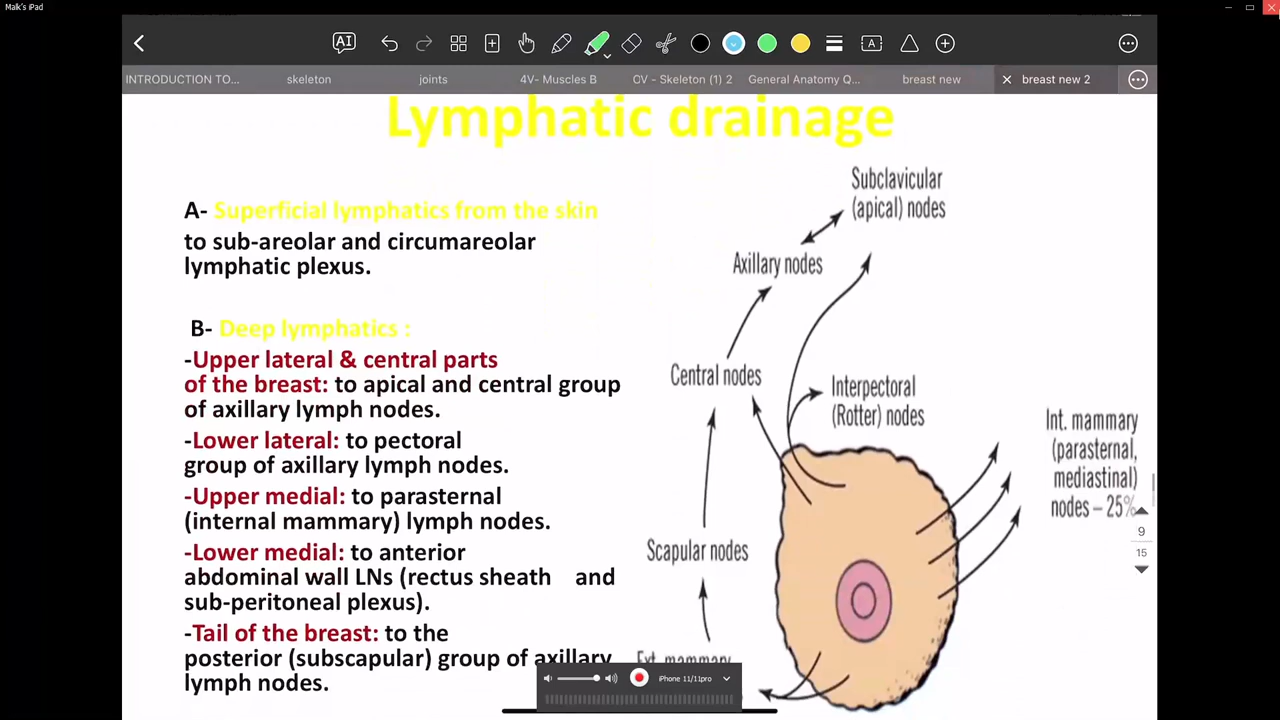 Malk's iPad
AI
A
INTRODUCTION TO...
skeleton
joints
4V- Muscles B
CV - Skeleton (1) 2
General Anatomy Q...
breast new
breast new 2
Lymphatic drainage
A- Superficial lymphatics from the skin
to sub-areolar and circumareolar
lymphatic plexus.
B- Deep lymphatics :
-Upper lateral & central parts
of the breast: to apical and central group
of axillary lymph nodes.
-Lower lateral: to pectoral
group of axillary lymph nodes.
-Upper medial: to parasternal
(internal mammary) lymph nodes.
-Lower medial: to anterior
abdominal wall LNs (rectus sheath and
sub-peritoneal plexus).
-Tail of the breast: to the
posterior (subscapular) group of axillary
lymph nodes.
Subclavicular
(apical) nodes
Axillary nodes
Central nodes
Interpectoral
(Rotter) nodes
Int. mammary
(parasternal,
mediastinal)
nodes – 25%
Scapular nodes
Ext. mammary
9
15
iPhone 11/11pro